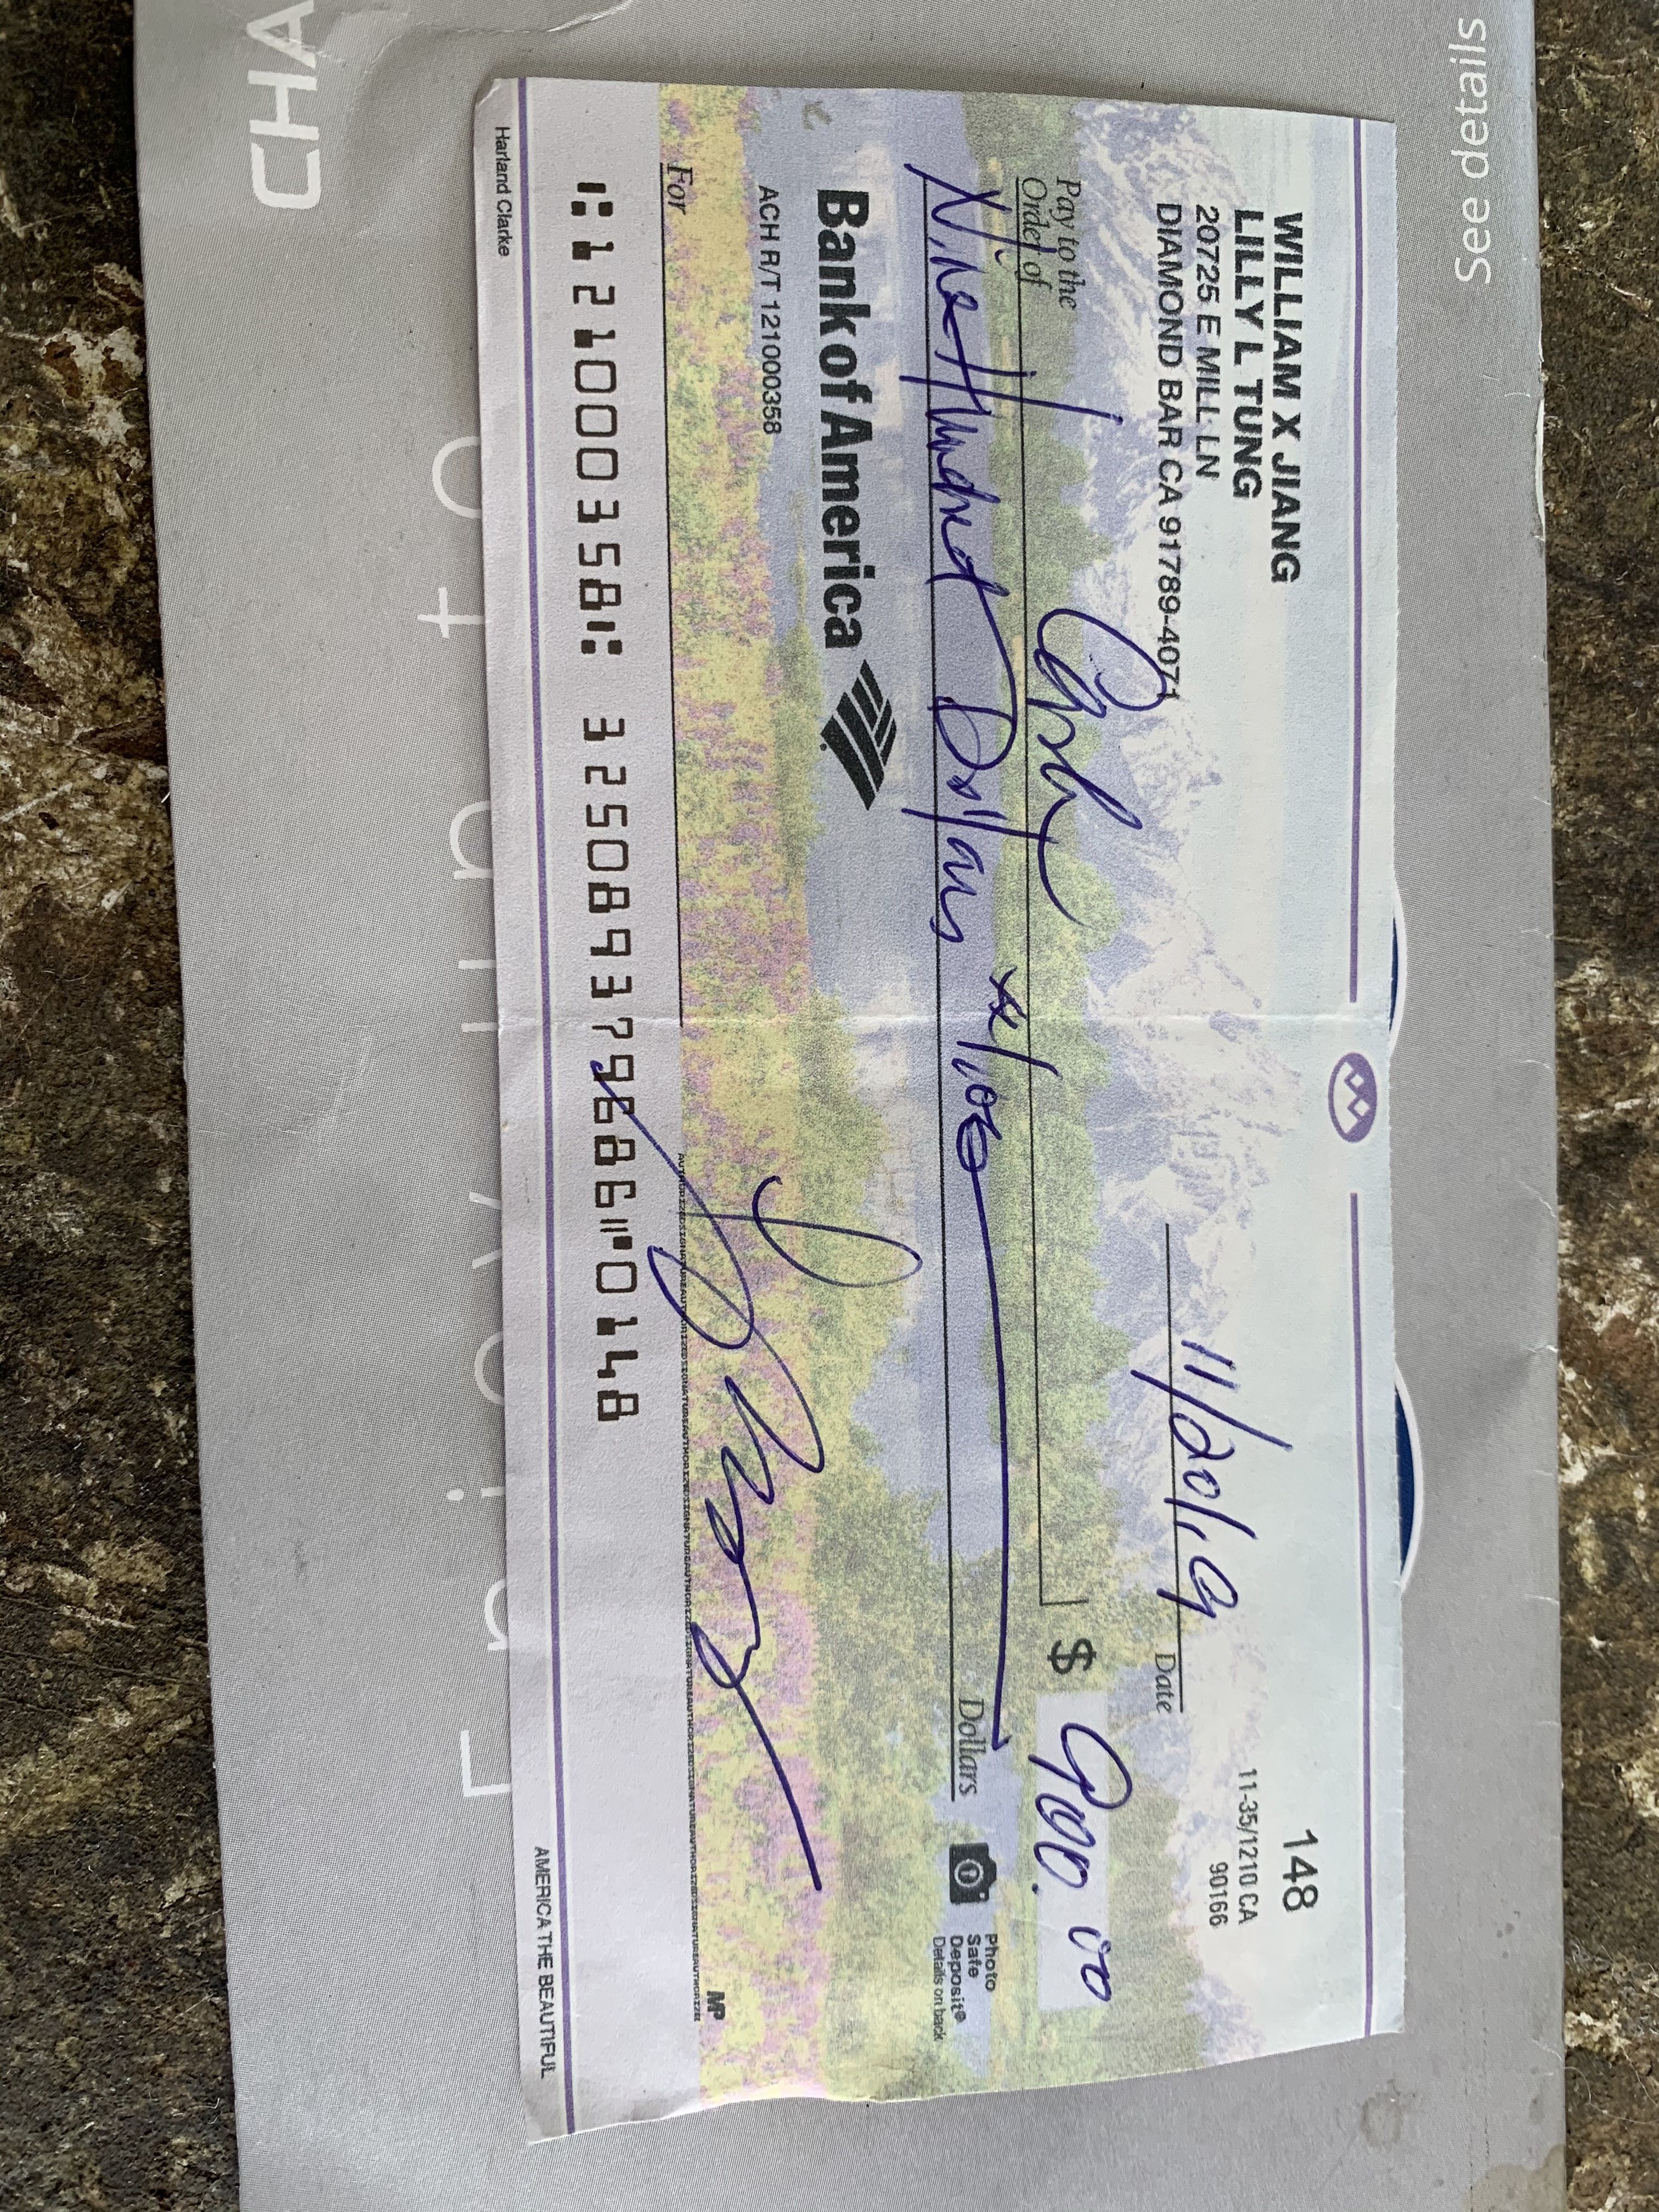 CHA
See details
Enjoy up to
WILLIAM X JIANG
LILLY L TUNG
20725 E MILL LN
DIAMOND BAR CA 91789-4071
148
11-35/1210 CA
90166
11/20/19
Date
Pay to the
Order of
Cash
$
900.00
Nine Hundred Dollars xx/100
Dollars
Photo
Safe
Deposit®
Details on back
Bank of America
ACH R/T 121000358
For
MP
⑆121000358⑆ 325089379686⑈0148
Harland Clarke
AMERICA THE BEAUTIFUL